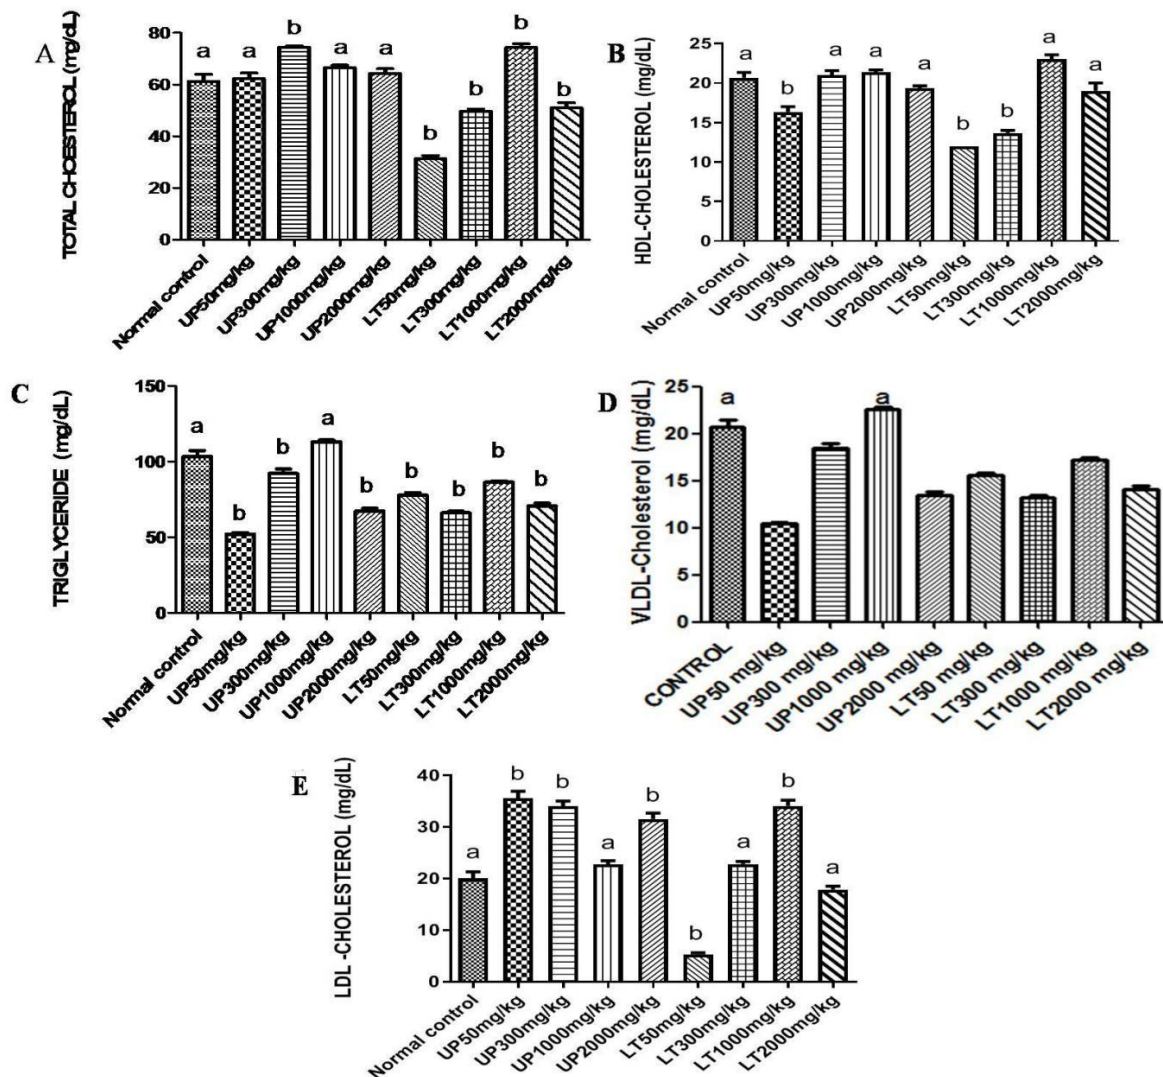 A
TOTAL CHOESTEROL (mg/dL)
80
60
40
20
0
a
a
b
a
a
b
b
b
b
Normal control
UP50mg/kg
UP300mg/kg
UP1000mg/kg
UP2000mg/kg
LT50mg/kg
LT300mg/kg
LT1000mg/kg
LT2000mg/kg
B
HDL-CHOLESTEROL (mg/dL)
25
20
15
10
5
0
a
b
a
a
a
b
b
a
a
Normal control
UP50mg/kg
UP300mg/kg
UP1000mg/kg
UP2000mg/kg
LT50mg/kg
LT300mg/kg
LT1000mg/kg
LT2000mg/kg
C
TRIGLYCERIDE (mg/dL)
150
100
50
0
a
b
b
a
b
b
b
b
b
Normal control
UP50mg/kg
UP300mg/kg
UP1000mg/kg
UP2000mg/kg
LT50mg/kg
LT300mg/kg
LT1000mg/kg
LT2000mg/kg
D
VLDL-Cholesterol (mg/dL)
25
20
15
10
5
0
a
a
CONTROL
UP50 mg/kg
UP300 mg/kg
UP1000 mg/kg
UP2000 mg/kg
LT50 mg/kg
LT300 mg/kg
LT1000 mg/kg
LT2000 mg/kg
E
LDL -CHOLESTEROL (mg/dL)
40
30
20
10
0
a
b
b
a
b
b
a
b
a
Normal control
UP50mg/kg
UP300mg/kg
UP1000mg/kg
UP2000mg/kg
LT50mg/kg
LT300mg/kg
LT1000mg/kg
LT2000mg/kg